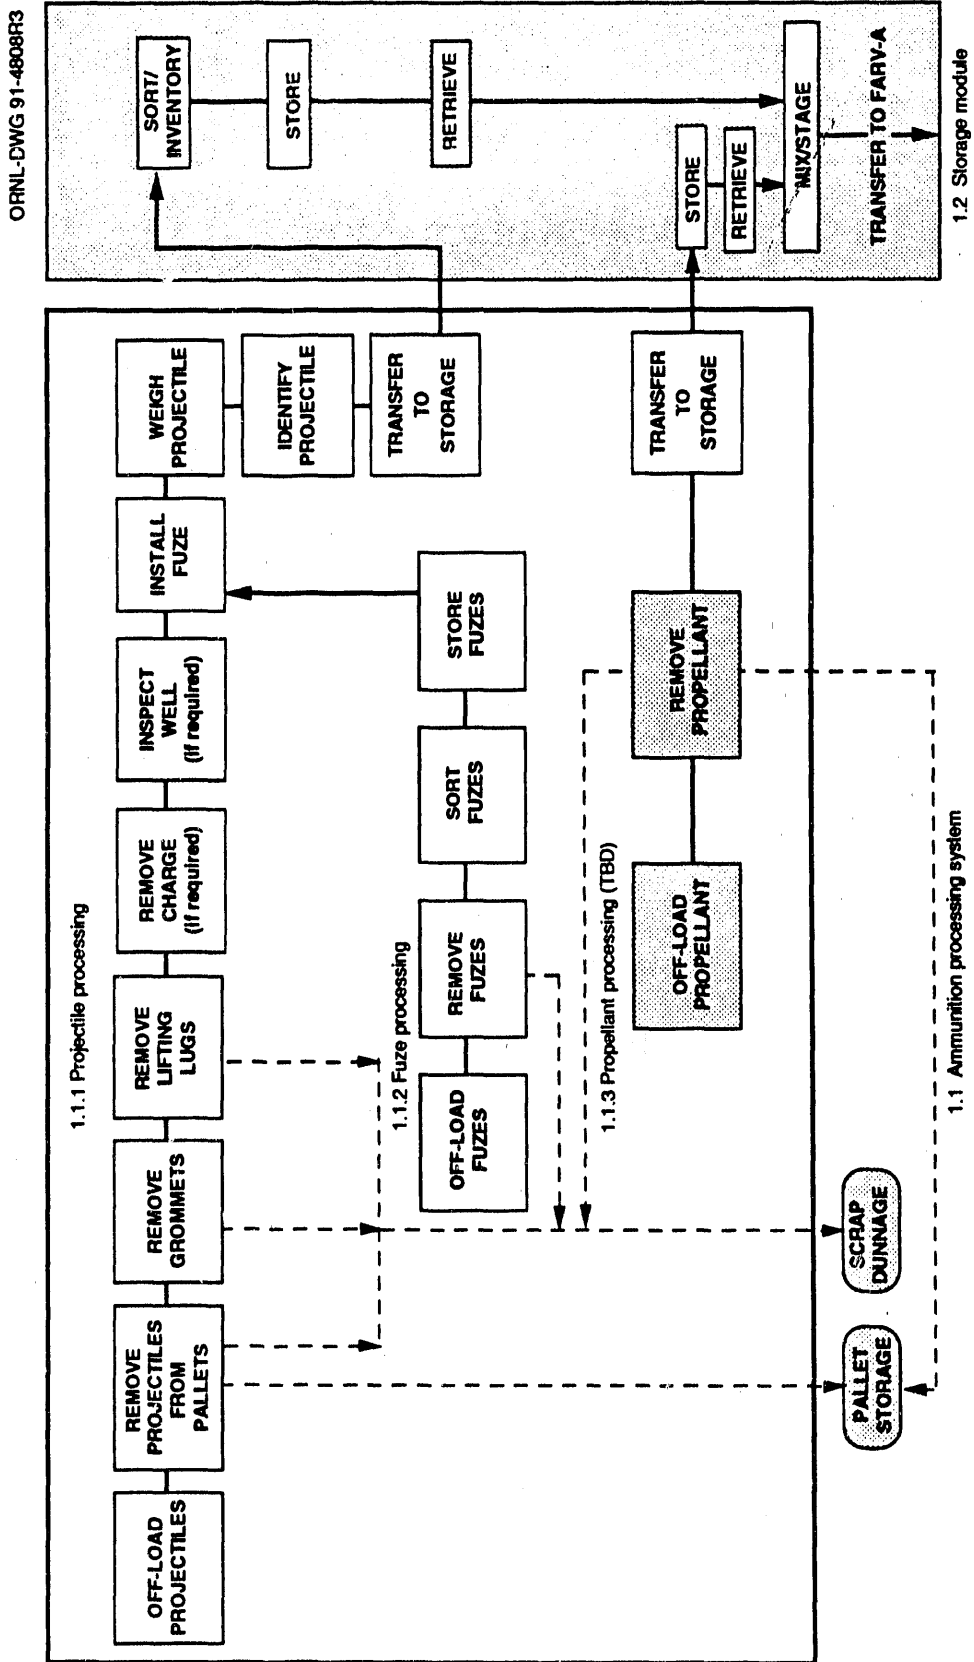 ORNL-DWG 91-4808R3
1.1.1 Projectile processing
OFF-LOAD
PROJECTILES
REMOVE
PROJECTILES
FROM
PALLETS
REMOVE
GROMMETS
REMOVE
LIFTING
LUGS
REMOVE
CHARGE
(if required)
INSPECT
WELL
(if required)
INSTALL
FUZE
WEIGH
PROJECTILE
IDENTIFY
PROJECTILE
TRANSFER
TO
STORAGE
1.1.2 Fuze processing
OFF-LOAD
FUZES
REMOVE
FUZES
SORT
FUZES
STORE
FUZES
1.1.3 Propellant processing (TBD)
OFF-LOAD
PROPELLANT
REMOVE
PROPELLANT
TRANSFER
TO
STORAGE
PALLET
STORAGE
SCRAP
DUNNAGE
1.1 Ammunition processing system
SORT/
INVENTORY
STORE
RETRIEVE
STORE
RETRIEVE
MIX/STAGE
TRANSFER TO FARV-A
1.2 Storage module